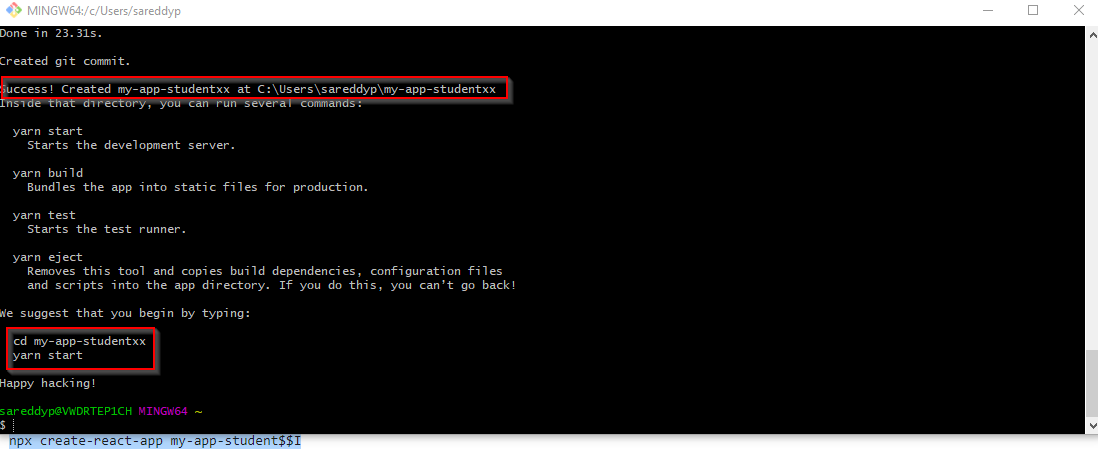 MINGW64:/c/Users/sareddyp
Done in 23.31s.
Created git commit.
Success! Created my-app-studentxx at C:\Users\sareddyp\my-app-studentxx
Inside that directory, you can run several commands:
yarn start
Starts the development server.
yarn build
Bundles the app into static files for production.
yarn test
Starts the test runner.
yarn eject
Removes this tool and copies build dependencies, configuration files
and scripts into the app directory. If you do this, you can’t go back!
We suggest that you begin by typing:
cd my-app-studentxx
yarn start
Happy hacking!
sareddyp@VWDRTEP1CH MINGW64 ~
$
npx create-react-app my-app-student$$I